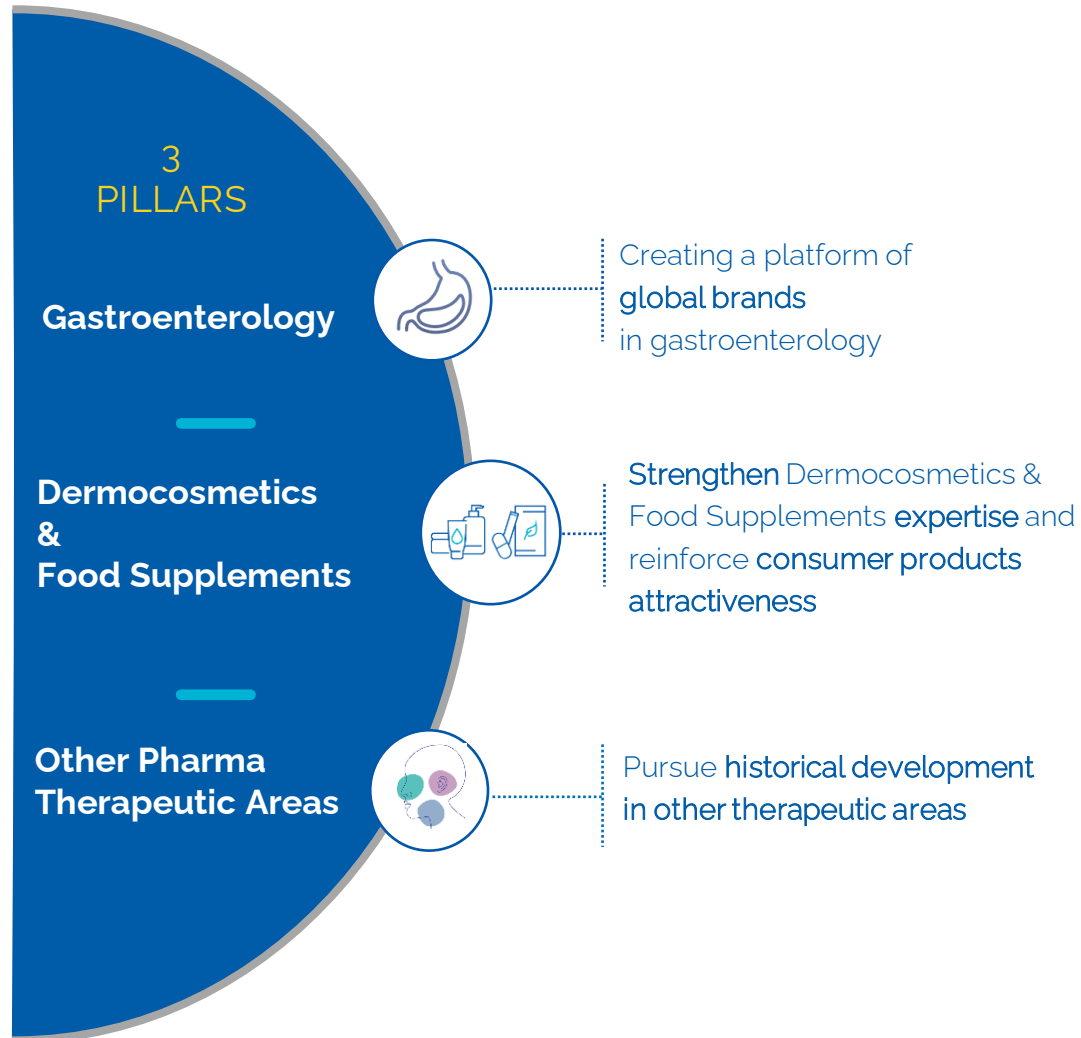 3
PILLARS
Gastroenterology
Creating a platform of
global brands
in gastroenterology
Dermocosmetics
&
Food Supplements
Strengthen Dermocosmetics &
Food Supplements expertise and
reinforce consumer products
attractiveness
Other Pharma
Therapeutic Areas
Pursue historical development
in other therapeutic areas